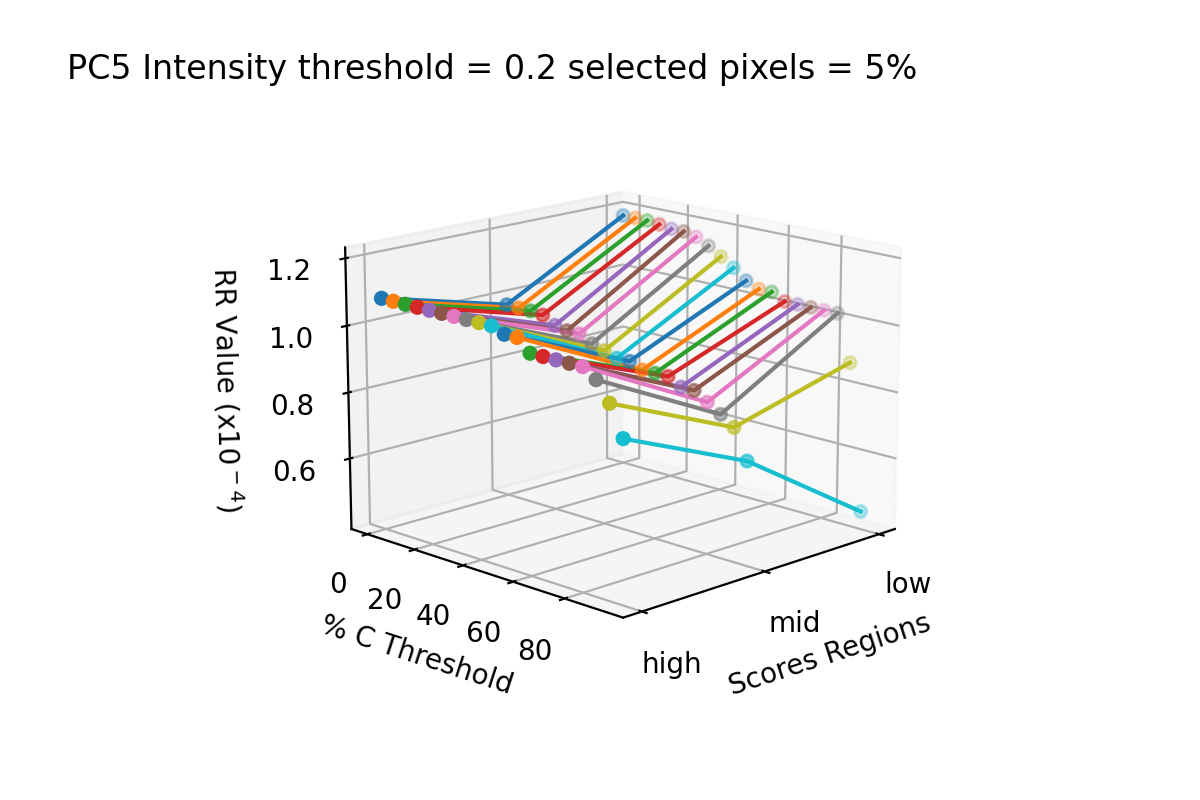 PC5 Intensity threshold = 0.2 selected pixels = 5%
RR Value (x10⁻⁴)
1.2
1.0
0.8
0.6
0
20
40
60
80
% C Threshold
high
mid
low
Scores Regions